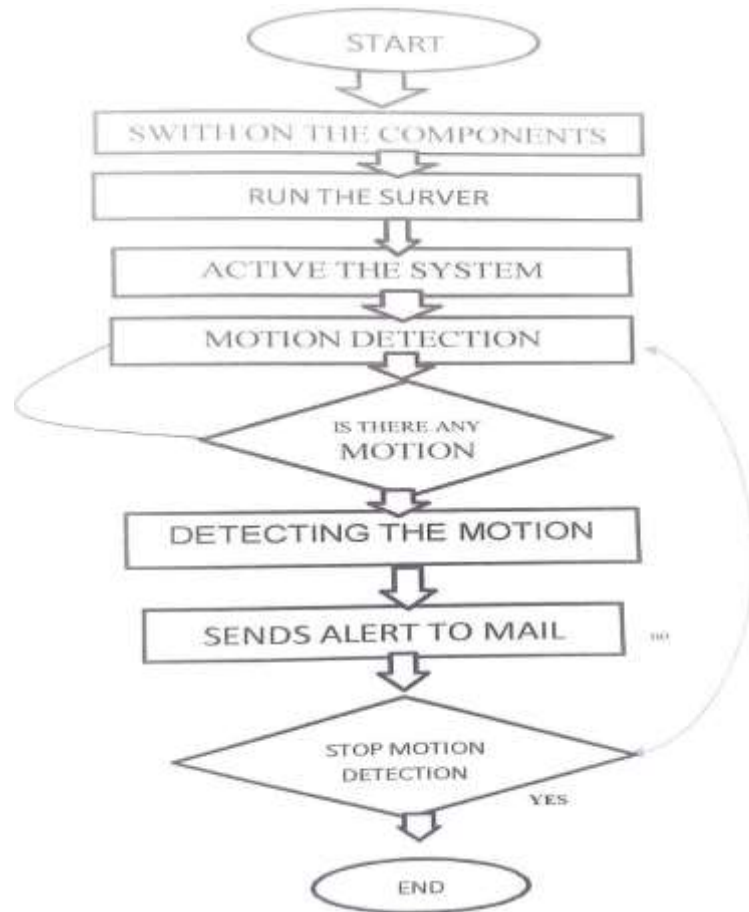 START
SWITH ON THE COMPONENTS
RUN THE SURVER
ACTIVE THE SYSTEM
MOTION DETECTION
IS THERE ANY
MOTION
DETECTING THE MOTION
SENDS ALERT TO MAIL
no
STOP MOTION
DETECTION
YES
END